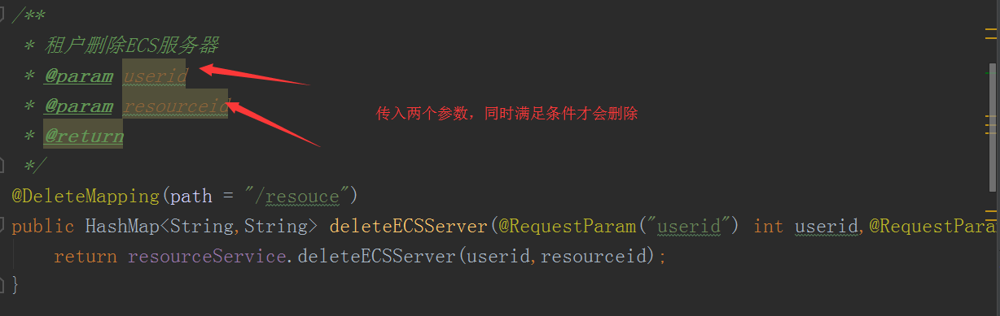 /**
* 租户删除ECS服务器
* @param userid
* @param resourceid
传入两个参数，同时满足条件才会删除
* @return
*/
@DeleteMapping(path = "/resouce")
public HashMap<String,String> deleteECSServer(@RequestParam("userid") int userid,@RequestPara
return resourceService.deleteECSServer(userid,resourceid);
}